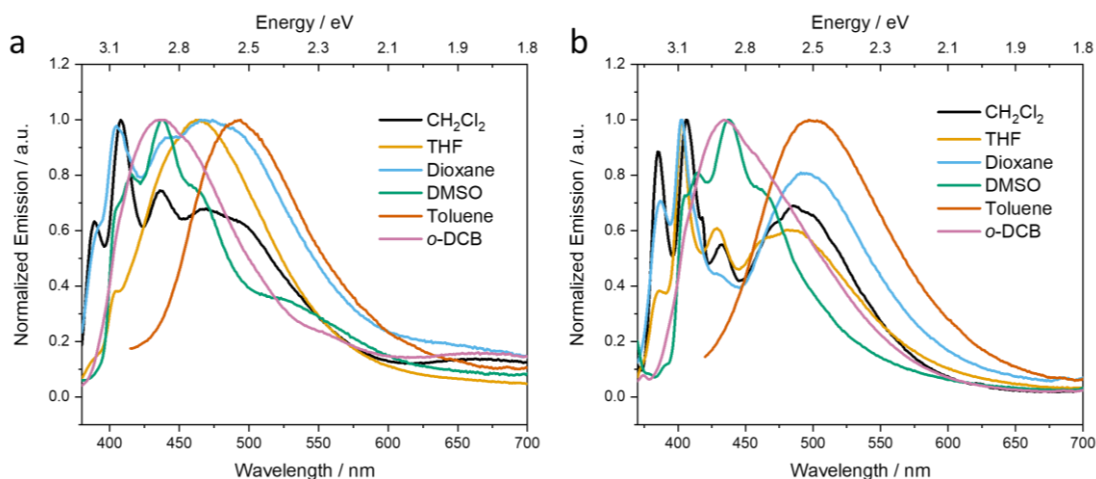 a
Energy / eV
3.1 2.8 2.5 2.3 2.1 1.9 1.8
Normalized Emission / a.u.
1.2
1.0
0.8
0.6
0.4
0.2
0.0
CH₂Cl₂
THF
Dioxane
DMSO
Toluene
o-DCB
400 450 500 550 600 650 700
Wavelength / nm
b
Energy / eV
3.1 2.8 2.5 2.3 2.1 1.9 1.8
Normalized Emission / a.u.
1.2
1.0
0.8
0.6
0.4
0.2
0.0
CH₂Cl₂
THF
Dioxane
DMSO
Toluene
o-DCB
400 450 500 550 600 650 700
Wavelength / nm